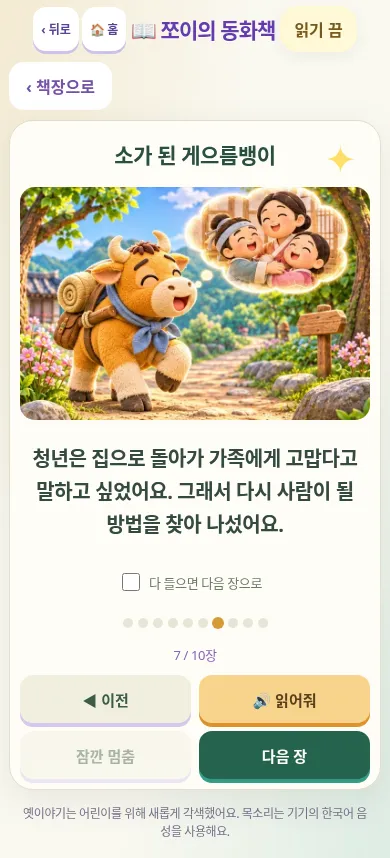 ‹ 뒤로
🏠 홈
📖 쪼이의 동화책
읽기 끔
‹ 책장으로
소가 된 게으름뱅이
청년은 집으로 돌아가 가족에게 고맙다고
말하고 싶었어요. 그래서 다시 사람이 될
방법을 찾아 나섰어요.
다 들으면 다음 장으로
7 / 10장
◀ 이전
🔊 읽어줘
잠깐 멈춤
다음 장
옛이야기는 어린이를 위해 새롭게 각색했어요. 목소리는 기기의 한국어 음
성을 사용해요.